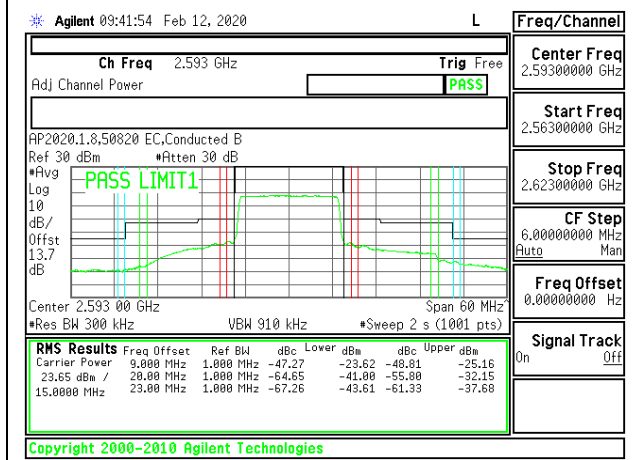 Agilent 09:41:54 Feb 12, 2020 L Freq/Channel
Ch Freq 2.593 GHz Trig Free
Adj Channel Power PASS
Center Freq
2.59300000 GHz
Start Freq
2.56300000 GHz
AP2020.1.8,50820 EC,Conducted B
Ref 30 dBm #Atten 30 dB
#Avg
Log
10
dB/
Offst
13.7
dB
PASS LIMIT1
Stop Freq
2.62300000 GHz
CF Step
6.00000000 MHz
Auto Man
Freq Offset
0.00000000 Hz
Center 2.593 00 GHz Span 60 MHz^
#Res BW 300 kHz VBW 910 kHz #Sweep 2 s (1001 pts)
Signal Track
On Off
RMS Results Freq Offset Ref BW dBc Lower dBm dBc Upper dBm
Carrier Power 9.000 MHz 1.000 MHz -47.27 -23.62 -48.81 -25.16
23.65 dBm / 20.00 MHz 1.000 MHz -64.65 -41.00 -55.80 -32.15
15.0000 MHz 23.00 MHz 1.000 MHz -67.26 -43.61 -61.33 -37.68
Copyright 2000-2010 Agilent Technologies